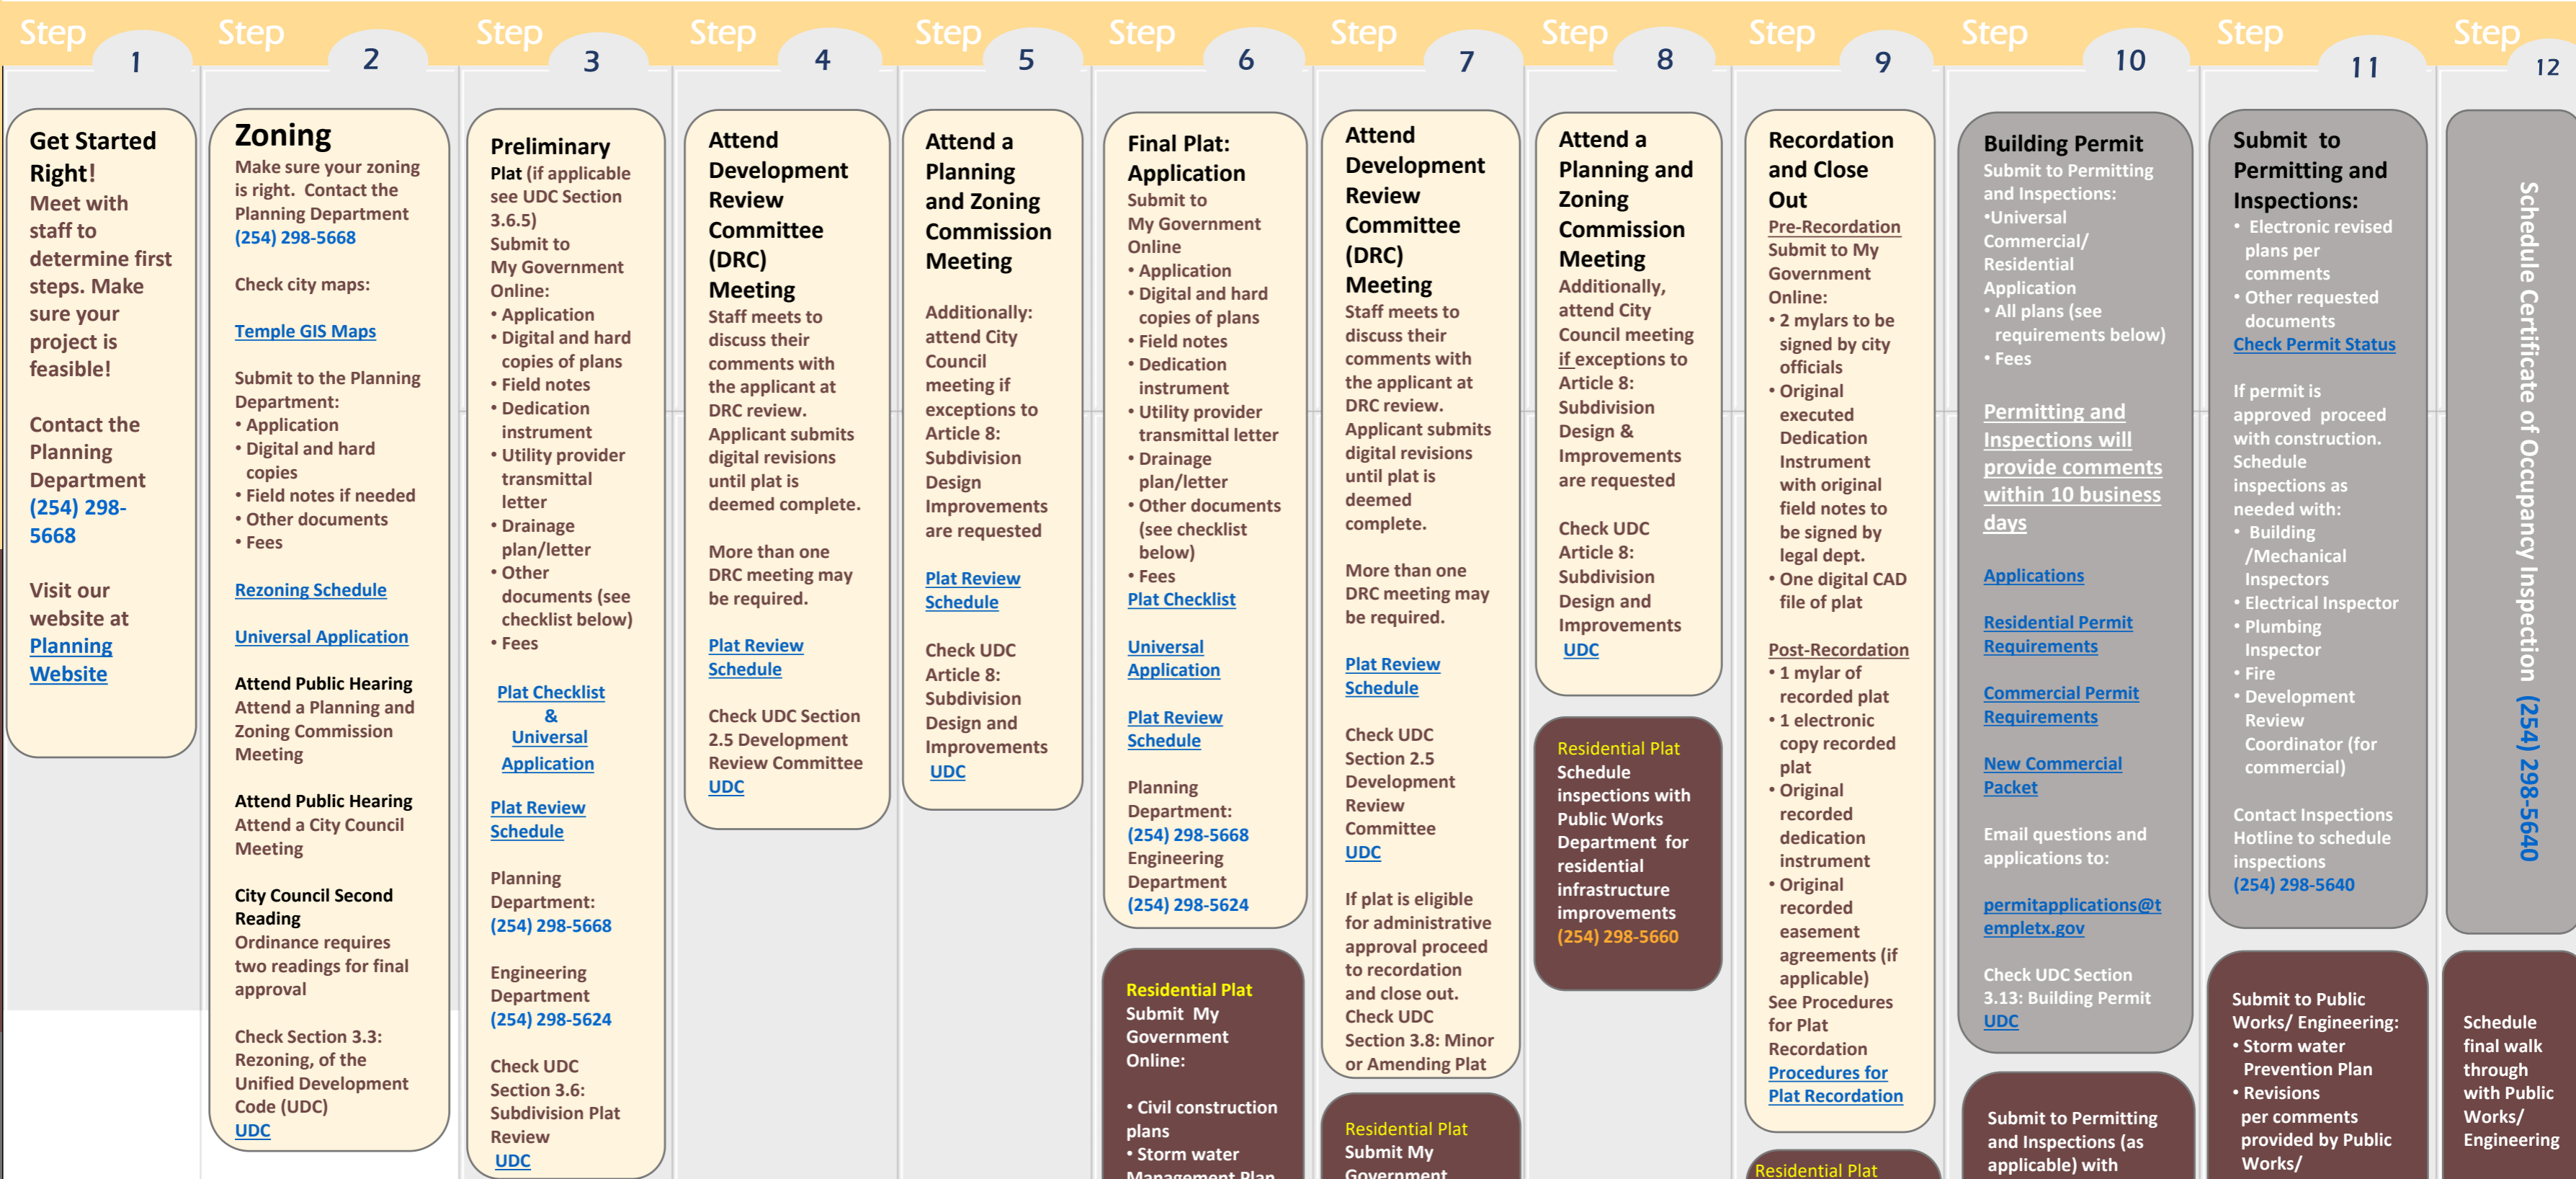 Step 1
Get Started
Right!
Meet with
staff to
determine first
steps. Make
sure your
project is
feasible!
Contact the
Planning
Department
(254) 298-
5668
Visit our
website at
Planning
Website
Step 2
Zoning
Make sure your zoning
is right. Contact the
Planning Department
(254) 298-5668
Check city maps:
Temple GIS Maps
Submit to the Planning
Department:
• Application
• Digital and hard
copies
• Field notes if needed
• Other documents
• Fees
Rezoning Schedule
Universal Application
Attend Public Hearing
Attend a Planning and
Zoning Commission
Meeting
Attend Public Hearing
Attend a City Council
Meeting
City Council Second
Reading
Ordinance requires
two readings for final
approval
Check Section 3.3:
Rezoning, of the
Unified Development
Code (UDC)
UDC
Step 3
Preliminary
Plat (if applicable
see UDC Section
3.6.5)
Submit to
My Government
Online:
• Application
• Digital and hard
copies of plans
• Field notes
• Dedication
instrument
• Utility provider
transmittal
letter
• Drainage
plan/letter
• Other
documents (see
checklist below)
• Fees
Plat Checklist
&
Universal
Application
Plat Review
Schedule
Planning
Department:
(254) 298-5668
Engineering
Department
(254) 298-5624
Check UDC
Section 3.6:
Subdivision Plat
Review
UDC
Step 4
Attend
Development
Review
Committee
(DRC)
Meeting
Staff meets to
discuss their
comments with
the applicant at
DRC review.
Applicant submits
digital revisions
until plat is
deemed complete.
More than one
DRC meeting may
be required.
Plat Review
Schedule
Check UDC Section
2.5 Development
Review Committee
UDC
Step 5
Attend a
Planning
and Zoning
Commission
Meeting
Additionally:
attend City
Council
meeting if
exceptions to
Article 8:
Subdivision
Design
Improvements
are requested
Plat Review
Schedule
Check UDC
Article 8:
Subdivision
Design and
Improvements
UDC
Step 6
Final Plat:
Application
Submit to
My Government
Online
• Application
• Digital and hard
copies of plans
• Field notes
• Dedication
instrument
• Utility provider
transmittal letter
• Drainage
plan/letter
• Other documents
(see checklist
below)
• Fees
Plat Checklist
Universal
Application
Plat Review
Schedule
Planning
Department:
(254) 298-5668
Engineering
Department
(254) 298-5624
Residential Plat
Submit My
Government
Online:
• Civil construction
plans
• Storm water
Management Plan
Step 7
Attend
Development
Review
Committee
(DRC)
Meeting
Staff meets to
discuss their
comments with
the applicant at
DRC review.
Applicant submits
digital revisions
until plat is
deemed
complete.
More than one
DRC meeting may
be required.
Plat Review
Schedule
Check UDC
Section 2.5
Development
Review
Committee
UDC
If plat is eligible
for administrative
approval proceed
to recordation
and close out.
Check UDC
Section 3.8: Minor
or Amending Plat
Residential Plat
Submit My
Government
Step 8
Attend a
Planning and
Zoning
Commission
Meeting
Additionally,
attend City
Council meeting
if exceptions to
Article 8:
Subdivision
Design &
Improvements
are requested
Check UDC
Article 8:
Subdivision
Design and
Improvements
UDC
Residential Plat
Schedule
inspections with
Public Works
Department for
residential
infrastructure
improvements
(254) 298-5660
Step 9
Recordation
and Close
Out
Pre-Recordation
Submit to My
Government
Online:
• 2 mylars to be
signed by city
officials
• Original
executed
Dedication
Instrument
with original
field notes to
be signed by
legal dept.
• One digital CAD
file of plat
Post-Recordation
• 1 mylar of
recorded plat
• 1 electronic
copy recorded
plat
• Original
recorded
dedication
instrument
• Original
recorded
easement
agreements (if
applicable)
See Procedures
for Plat
Recordation
Procedures for
Plat Recordation
Residential Plat
Step 10
Building Permit
Submit to Permitting
and Inspections:
•Universal
Commercial/
Residential
Application
• All plans (see
requirements below)
• Fees
Permitting and
Inspections will
provide comments
within 10 business
days
Applications
Residential Permit
Requirements
Commercial Permit
Requirements
New Commercial
Packet
Email questions and
applications to:
permitapplications@t
empletx.gov
Check UDC Section
3.13: Building Permit
UDC
Submit to Permitting
and Inspections (as
applicable) with
Step 11
Submit to
Permitting and
Inspections:
• Electronic revised
plans per
comments
• Other requested
documents
Check Permit Status
If permit is
approved proceed
with construction.
Schedule
inspections as
needed with:
• Building
/Mechanical
Inspectors
• Electrical Inspector
• Plumbing
Inspector
• Fire
• Development
Review
Coordinator (for
commercial)
Contact Inspections
Hotline to schedule
inspections
(254) 298-5640
Submit to Public
Works/ Engineering:
• Storm water
Prevention Plan
• Revisions
per comments
provided by Public
Works/
Step 12
Schedule Certificate of Occupancy Inspection (254) 298-5640
Schedule
final walk
through
with Public
Works/
Engineering